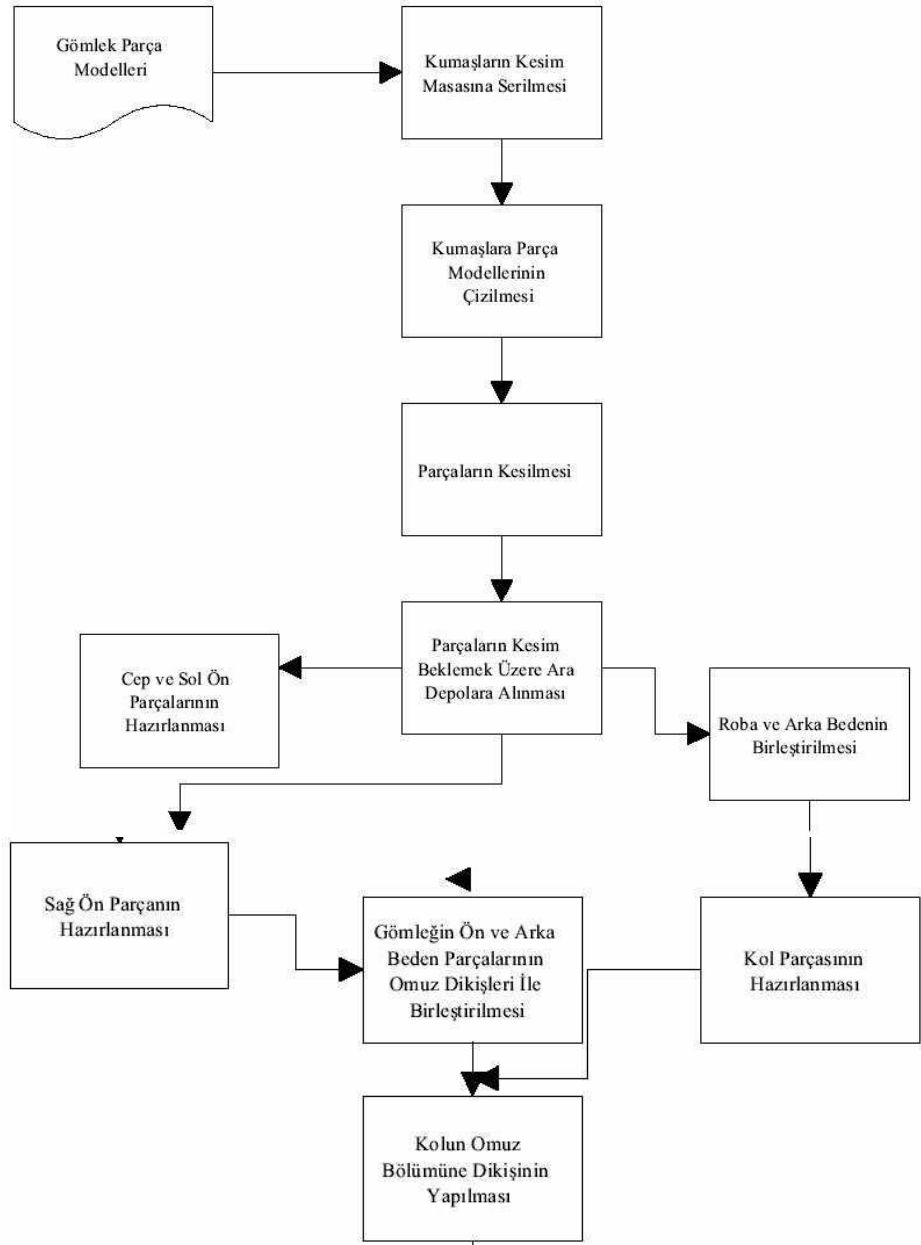 Gömlek Parça
Modelleri
Kumaşların Kesim
Masasına Serilmesi
Kumaşlara Parça
Modellerinin
Çizilmesi
Parçaların Kesilmesi
Parçaların Kesim
Beklemek Üzere Ara
Depolara Alınması
Cep ve Sol Ön
Parçalarının
Hazırlanması
Roba ve Arka Bedenin
Birleştirilmesi
Sağ Ön Parçanın
Hazırlanması
Gömleğin Ön ve Arka
Beden Parçalarının
Omuz Dikişleri İle
Birleştirilmesi
Kol Parçasının
Hazırlanması
Kolun Omuz
Bölümüne Dikişinin
Yapılması